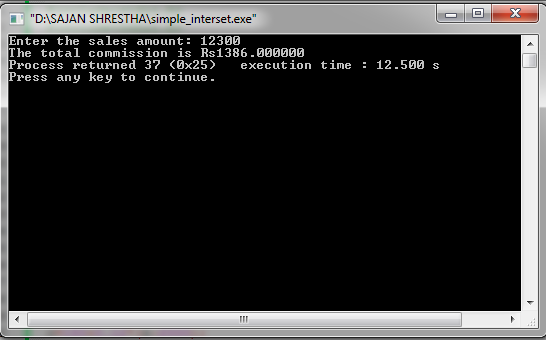 "D:\SAJAN SHRESTHA\simple_interset.exe"
Enter the sales amount: 12300
The total commission is Rs1386.000000
Process returned 37 (0x25)   execution time : 12.500 s
Press any key to continue.